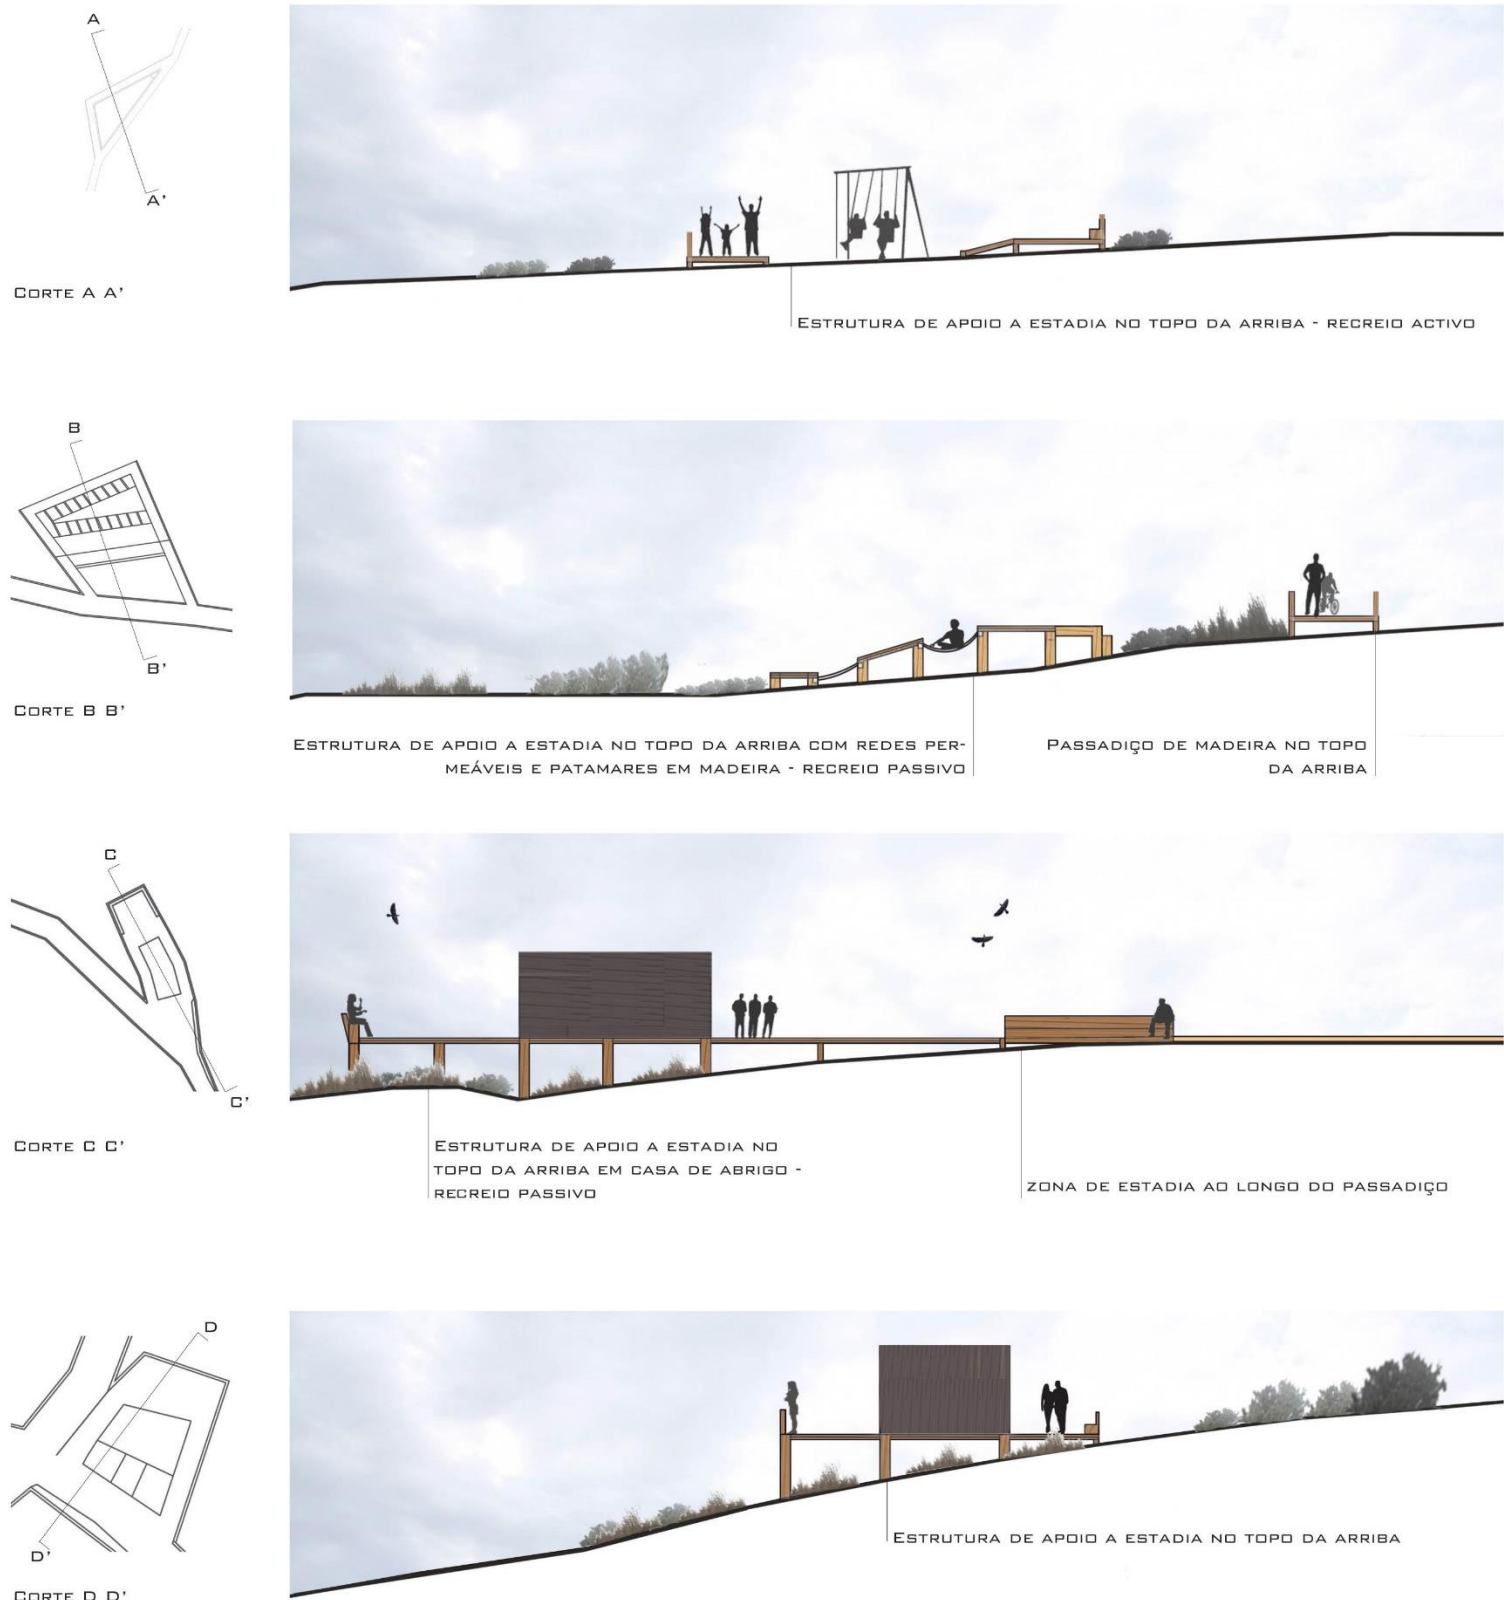 A
A'
CORTE A A'
ESTRUTURA DE APOIO A ESTADIA NO TOPO DA ARRIBA - RECREIO ACTIVO
B
B'
CORTE B B'
ESTRUTURA DE APOIO A ESTADIA NO TOPO DA ARRIBA COM REDES PER-
MEÁVEIS E PATAMARES EM MADEIRA - RECREIO PASSIVO
PASSADIÇO DE MADEIRA NO TOPO
DA ARRIBA
C
C'
CORTE C C'
ESTRUTURA DE APOIO A ESTADIA NO
TOPO DA ARRIBA EM CASA DE ABRIGO -
RECREIO PASSIVO
ZONA DE ESTADIA AO LONGO DO PASSADIÇO
D
D'
CORTE D D'
ESTRUTURA DE APOIO A ESTADIA NO TOPO DA ARRIBA